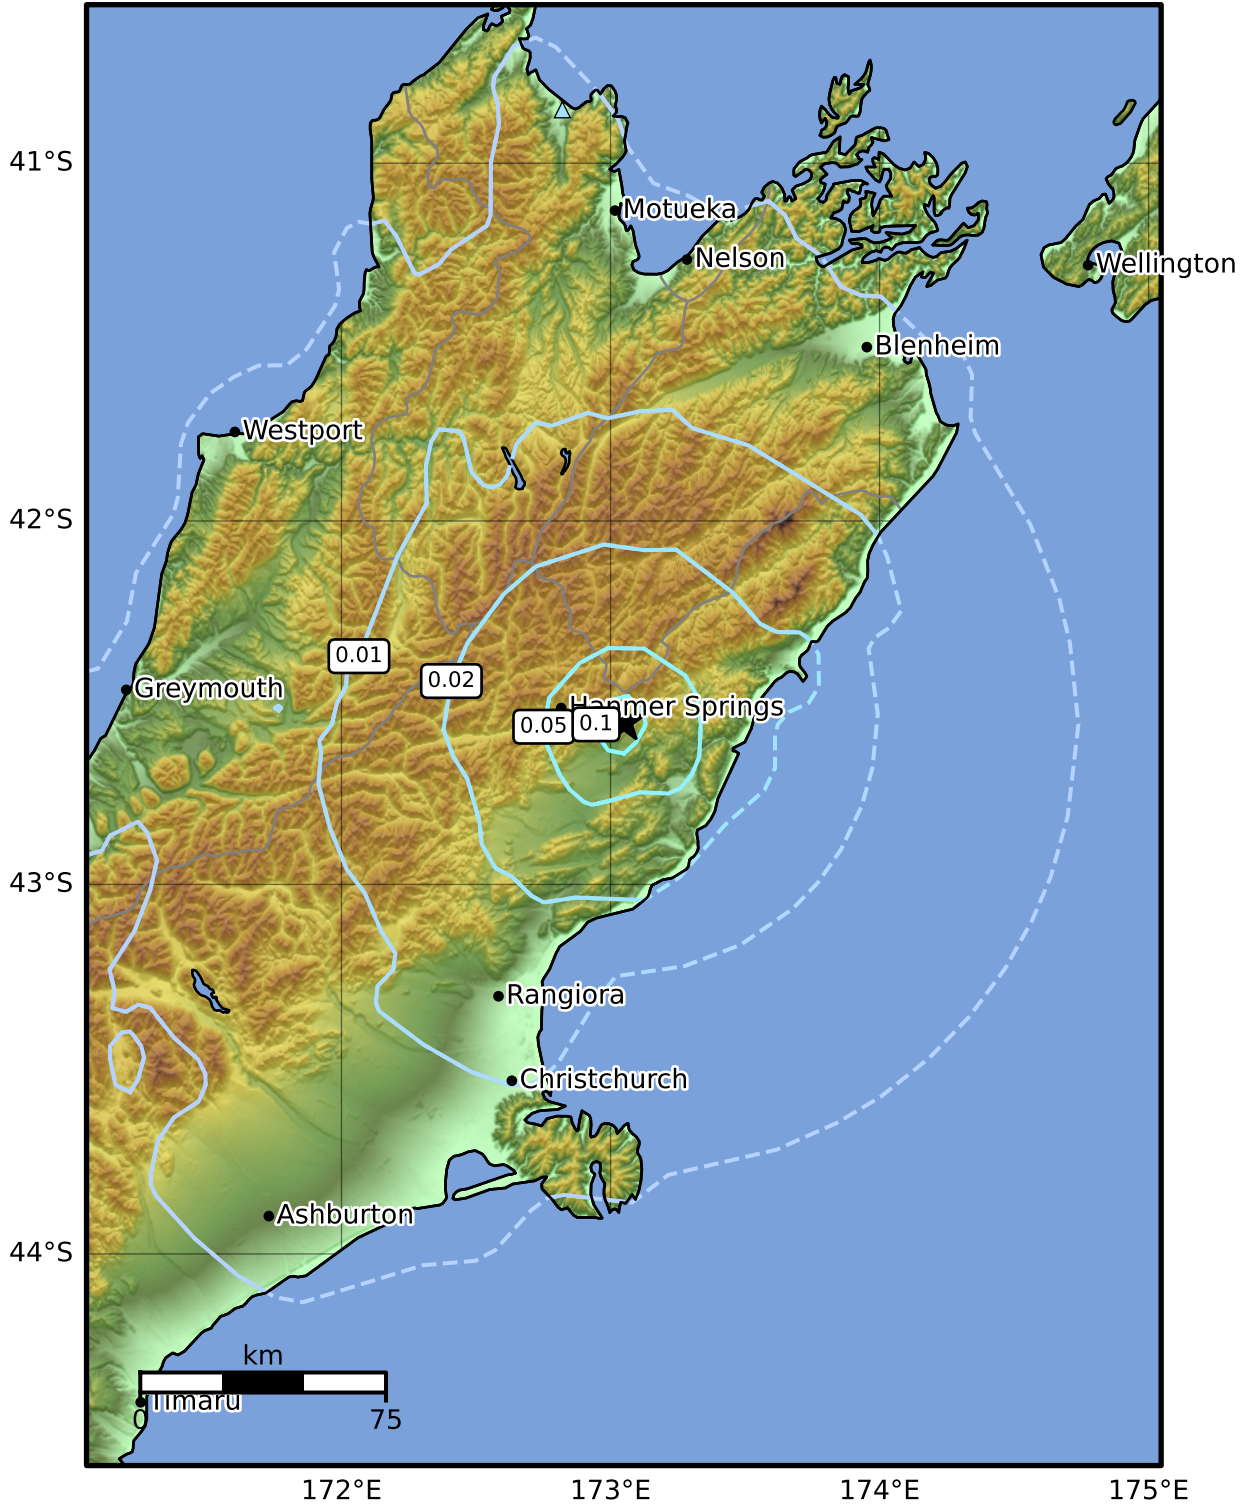 41°S
Motueka
Nelson
Wellington
Blenheim
Westport
42°S
0.01
0.02
Greymouth
Hanmer Springs
0.05
0.1
43°S
Rangiora
Christchurch
Ashburton
44°S
km
Timaru
0
75
172°E
173°E
174°E
175°E